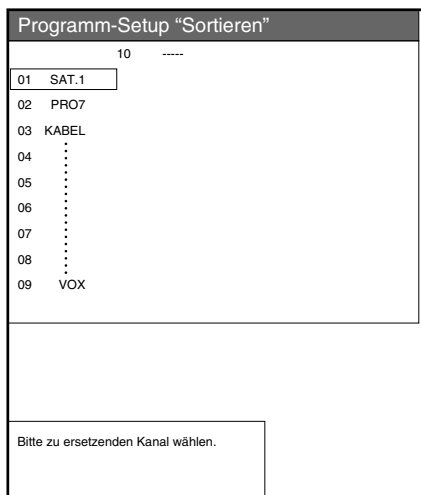 Programm-Setup “Sortieren”
10 -----
01 SAT.1
02 PRO7
03 KABEL
04
05
06
07
08
09 VOX
Bitte zu ersetzenden Kanal wählen.